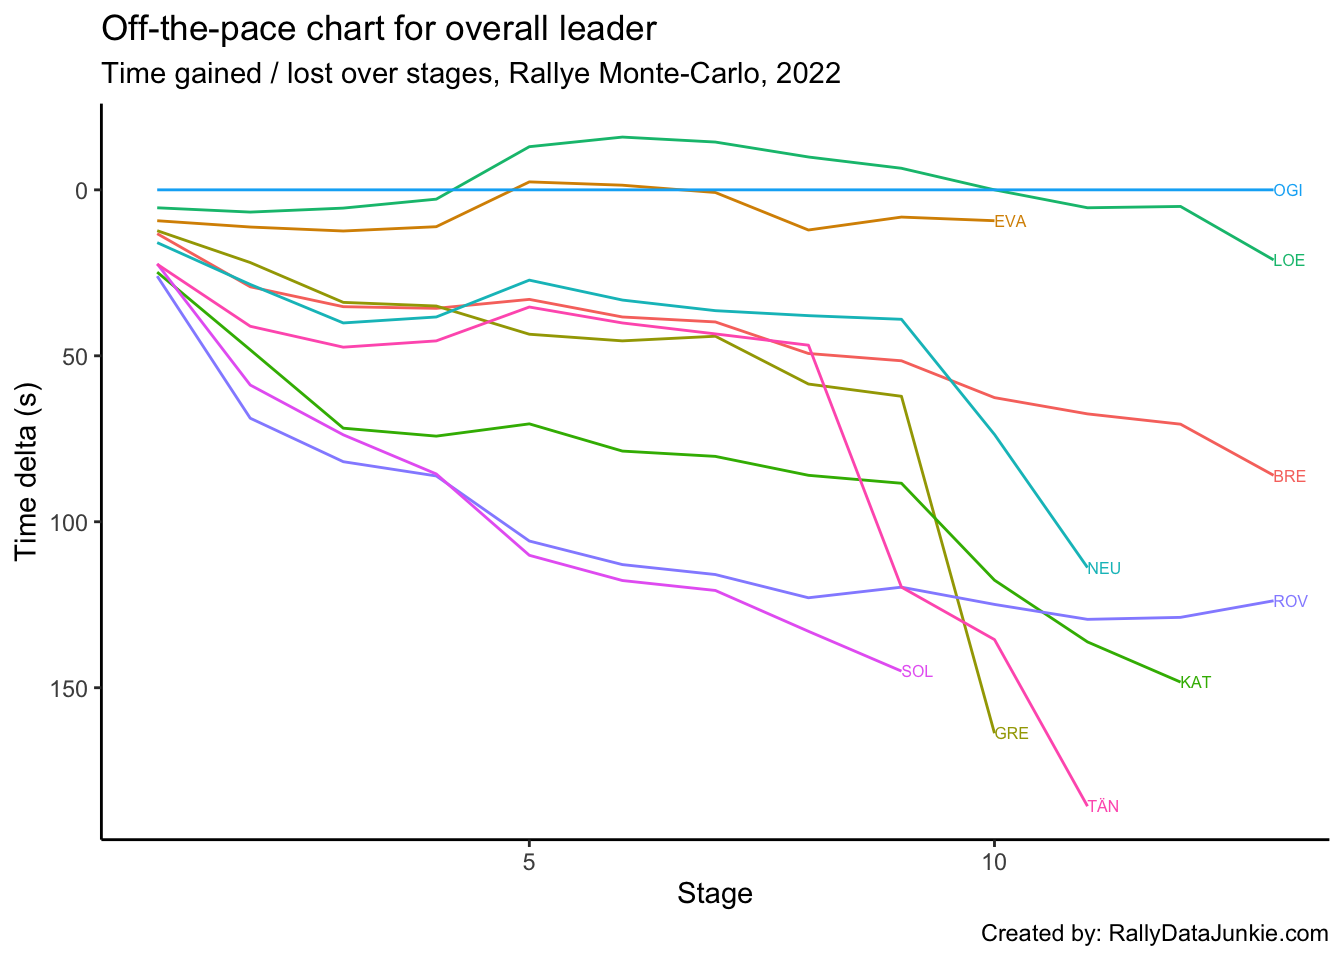 Off-the-pace chart for overall leader
Time gained / lost over stages, Rallye Monte-Carlo, 2022
0
50
100
150
Time delta (s)
OGI
EVA
LOE
BRE
NEU
ROV
SOL
KAT
GRE
TÄN
5
10
Stage
Created by: RallyDataJunkie.com